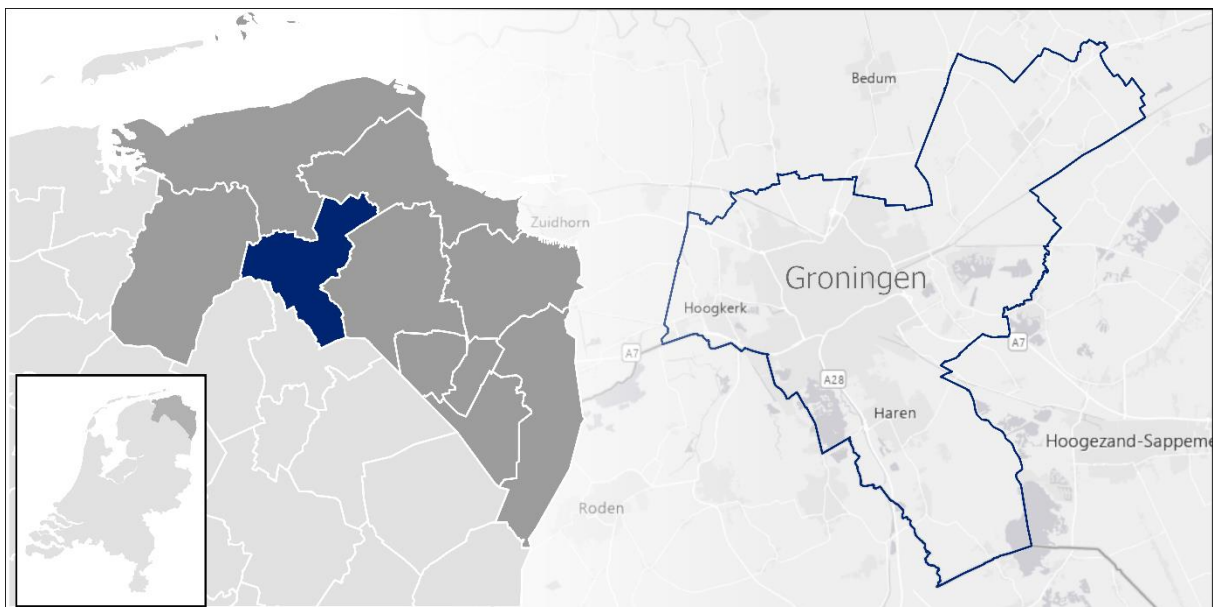 Bedum
Zuidhorn
Groningen
Hoogkerk
A7
A7
A28
Haren
Hoogezand-Sappeme
Roden